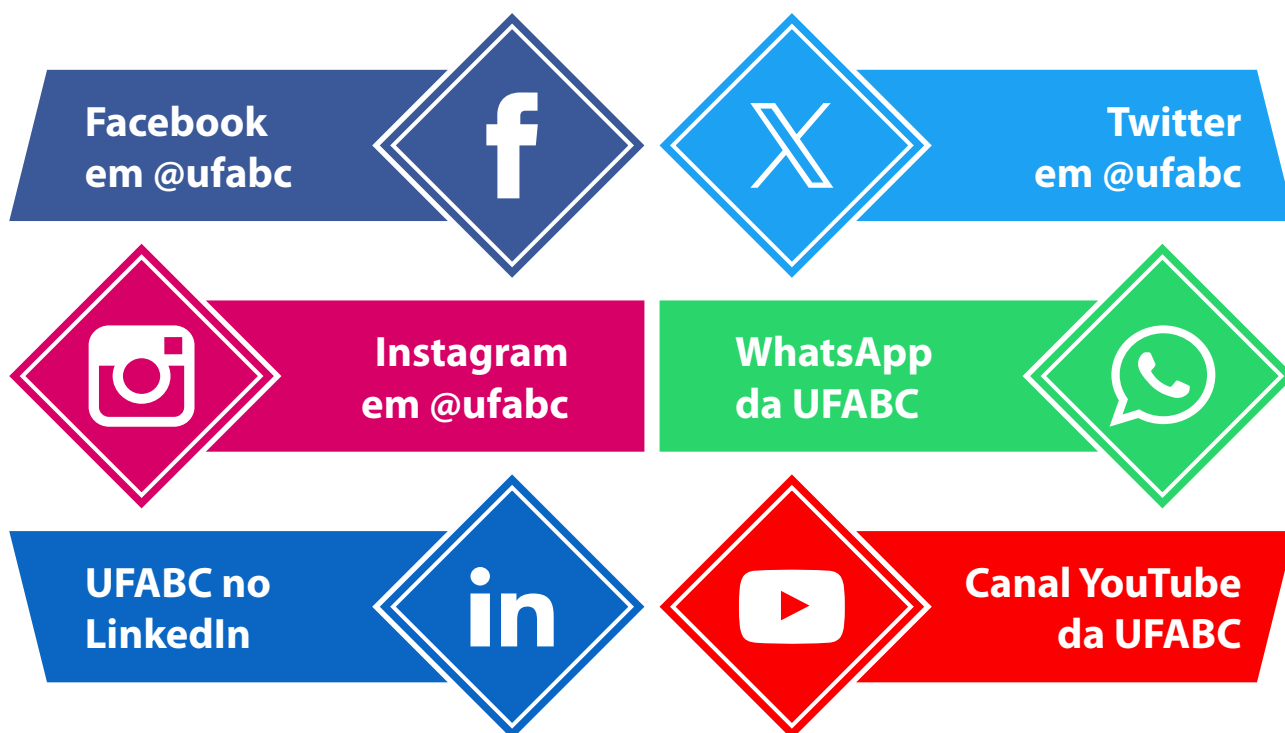 Facebook
em @ufabc
Twitter
em @ufabc
Instagram
em @ufabc
WhatsApp
da UFABC
UFABC no
LinkedIn
in
Canal YouTube
da UFABC